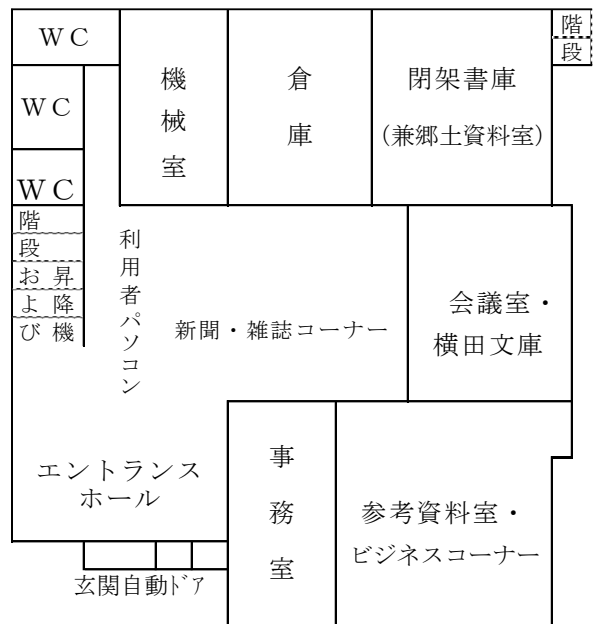 ＷＣ
機械室
倉庫
閉架書庫
（兼郷土資料室）
階段
ＷＣ
ＷＣ
階段および昇降機
利用者パソコン
新聞・雑誌コーナー
会議室・
横田文庫
エントランス
ホール
事務室
参考資料室・
ビジネスコーナー
玄関自動ﾄﾞｱ